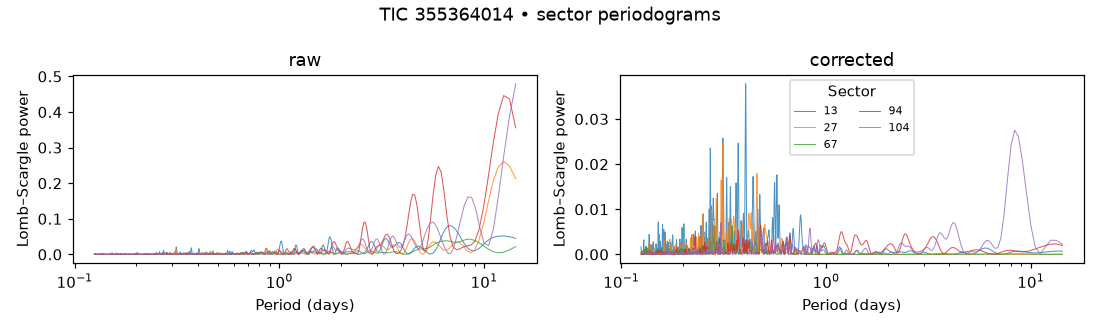 TIC 355364014 • sector periodograms
raw
corrected
Lomb–Scargle power
0.5
0.4
0.3
0.2
0.1
0.0
10⁻¹
10⁰
10¹
Period (days)
Lomb–Scargle power
0.03
0.02
0.01
0.00
10⁻¹
10⁰
10¹
Period (days)
Sector
13
27
67
94
104